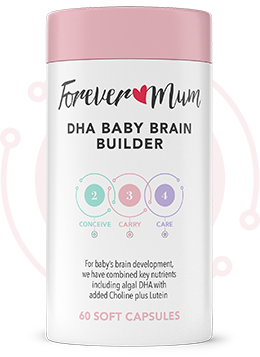 Forever Mum
DHA BABY BRAIN
BUILDER
2 3 4
CONCEIVE CARRY CARE
For baby's brain development,
we have combined key nutrients
including algal DHA with
added Choline plus Lutein
60 SOFT CAPSULES